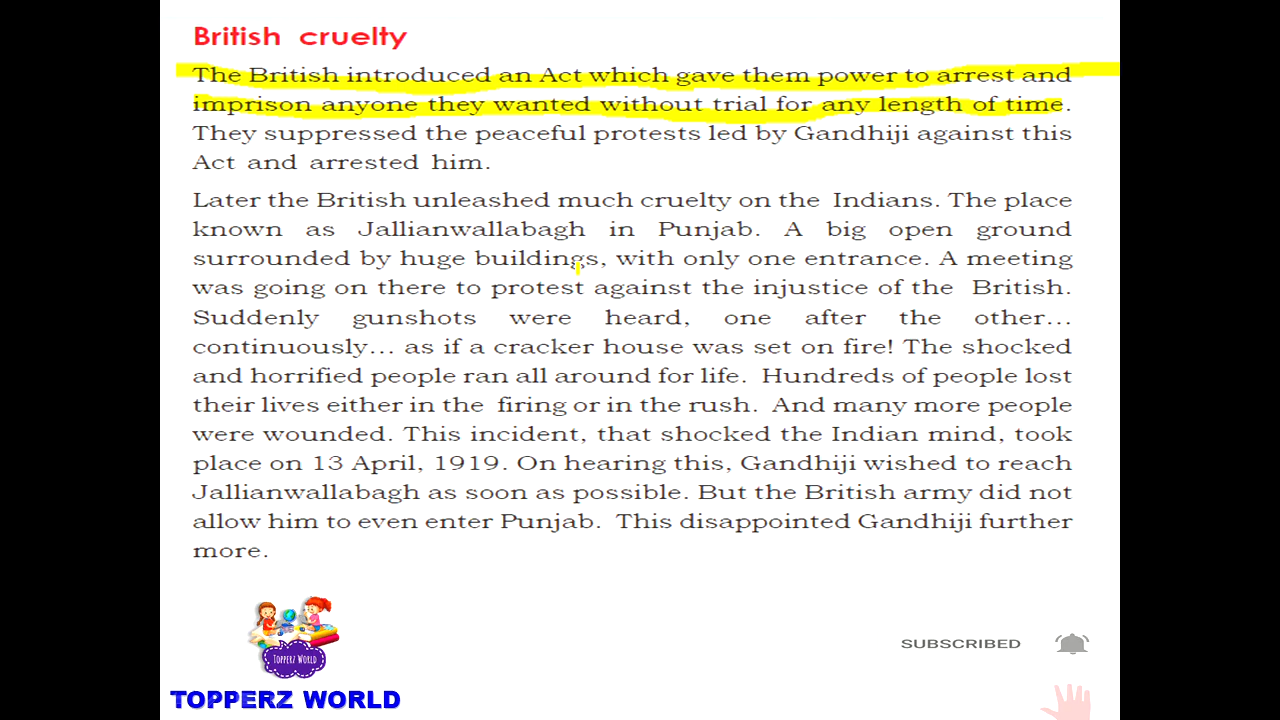 British cruelty
The British introduced an Act which gave them power to arrest and
imprison anyone they wanted without trial for any length of time.
They suppressed the peaceful protests led by Gandhiji against this
Act and arrested him.
Later the British unleashed much cruelty on the Indians. The place
known as Jallianwallabagh in Punjab. A big open ground
surrounded by huge buildings, with only one entrance. A meeting
was going on there to protest against the injustice of the British.
Suddenly gunshots were heard, one after the other...
continuously... as if a cracker house was set on fire! The shocked
and horrified people ran all around for life. Hundreds of people lost
their lives either in the firing or in the rush. And many more people
were wounded. This incident, that shocked the Indian mind, took
place on 13 April, 1919. On hearing this, Gandhiji wished to reach
Jallianwallabagh as soon as possible. But the British army did not
allow him to even enter Punjab. This disappointed Gandhiji further
more.
TOPPERZ WORLD
SUBSCRIBED
TOPPERZ WORLD